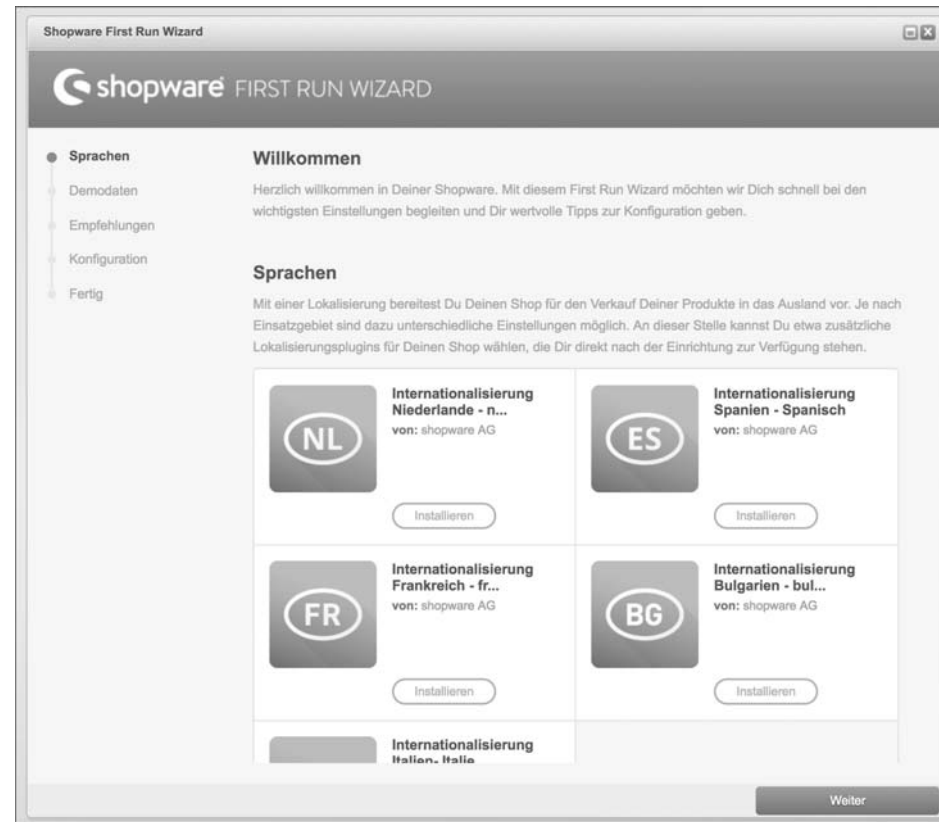 Shopware First Run Wizard
shopware FIRST RUN WIZARD
Sprachen
Demodaten
Empfehlungen
Konfiguration
Fertig
Willkommen
Herzlich willkommen in Deiner Shopware. Mit diesem First Run Wizard möchten wir Dich schnell bei den
wichtigsten Einstellungen begleiten und Dir wertvolle Tipps zur Konfiguration geben.
Sprachen
Mit einer Lokalisierung bereitest Du Deinen Shop für den Verkauf Deiner Produkte in das Ausland vor. Je nach
Einsatzgebiet sind dazu unterschiedliche Einstellungen möglich. An dieser Stelle kannst Du etwa zusätzliche
Lokalisierungsplugins für Deinen Shop wählen, die Dir direkt nach der Einrichtung zur Verfügung stehen.
NL
Internationalisierung
Niederlande - n...
von: shopware AG
Installieren
ES
Internationalisierung
Spanien - Spanisch
von: shopware AG
Installieren
FR
Internationalisierung
Frankreich - fr...
von: shopware AG
Installieren
BG
Internationalisierung
Bulgarien - bul...
von: shopware AG
Installieren
Internationalisierung
Italien- Italie
Weiter